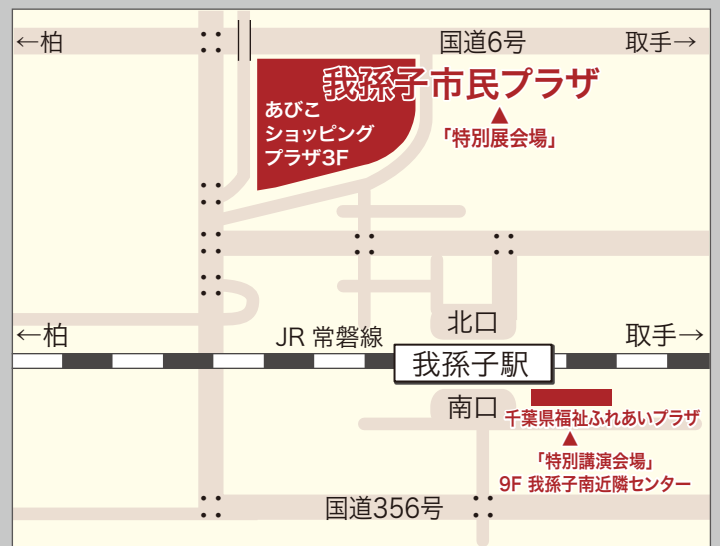 ←柏
国道6号
取手→
我孫子市民プラザ
あびこ
ショッピング
プラザ3F
「特別展会場」
北口
←柏
JR 常磐線
取手→
我孫子駅
南口
千葉県福祉ふれあいプラザ
「特別講演会場」
9F 我孫子南近隣センター
国道356号